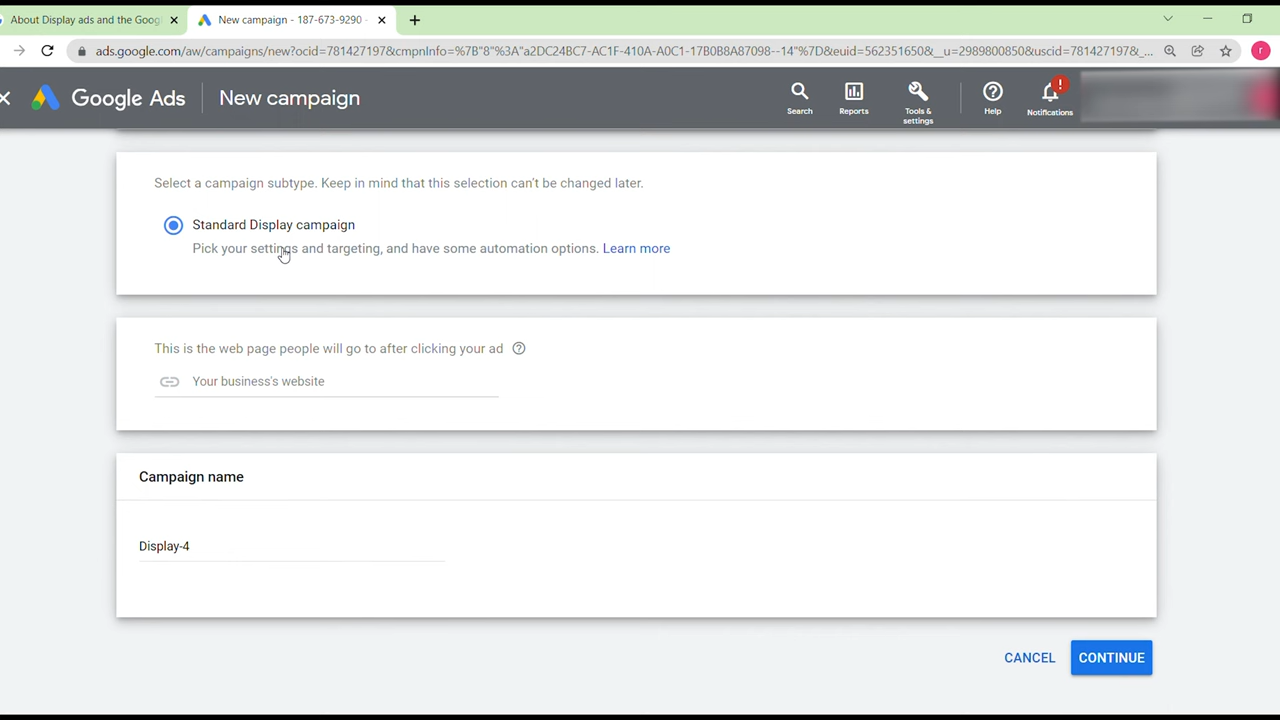 About Display ads and the Goog
New campaign - 187-673-9290 -
ads.google.com/aw/campaigns/new?ocid=781427197&cmpnInfo=%7B"8"%3A"a2DC24BC7-AC1F-410A-A0C1-17B0B8A87098--14"%7D&euid=562351650&__u=2989800850&uscid=781427197&_...
r
Google Ads
New campaign
Search
Reports
Tools &
settings
Help
Notifications
Select a campaign subtype. Keep in mind that this selection can't be changed later.
Standard Display campaign
Pick your settings and targeting, and have some automation options. Learn more
This is the web page people will go to after clicking your ad
Your business's website
Campaign name
Display-4
CANCEL
CONTINUE